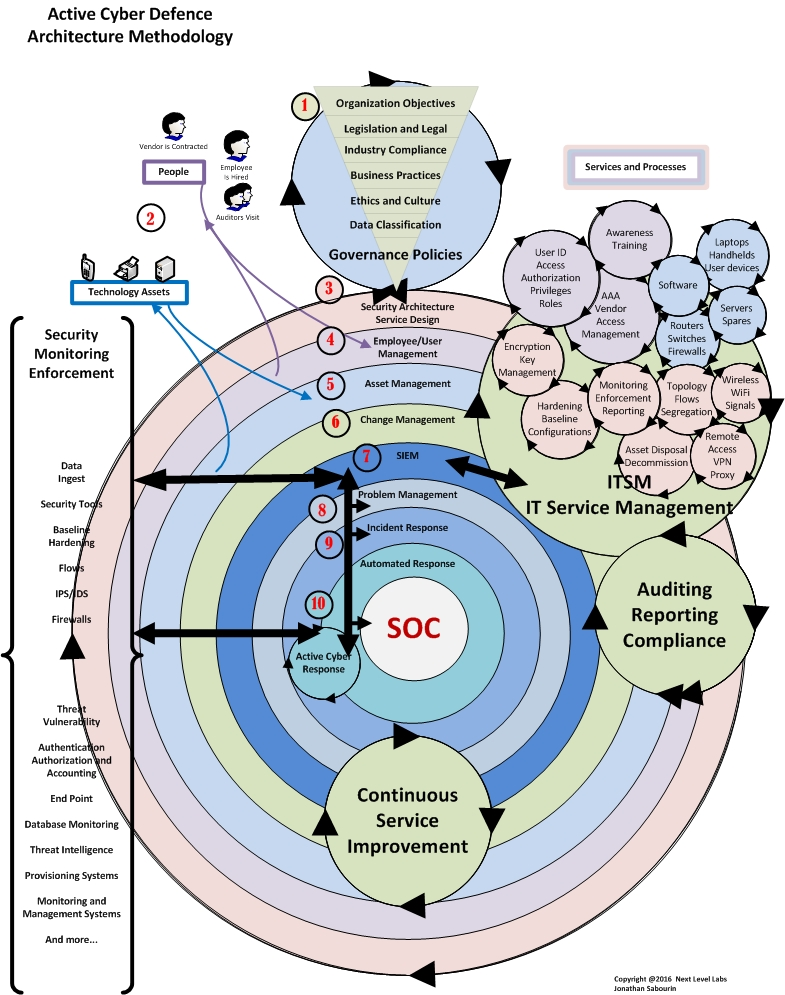 Active Cyber Defence
Architecture Methodology
1
Organization Objectives
Legislation and Legal
Industry Compliance
Business Practices
Ethics and Culture
Data Classification
Governance Policies
Vendor is Contracted
People
Employee
Is Hired
Auditors Visit
2
Technology Assets
Services and Processes
User ID
Access
Authorization
Privileges
Roles
Awareness
Training
AAA
Vendor
Access
Management
Software
Laptops
Handhelds
User devices
Servers
Spares
Routers
Switches
Firewalls
Encryption
Key
Management
Hardening
Baseline
Configurations
Monitoring
Enforcement
Reporting
Topology
Flows
Segregation
Wireless
WiFi
Signals
Asset Disposal
Decommission
Remote
Access
VPN
Proxy
ITSM
IT Service Management
3
Security Architecture
Service Design
4
Employee/User
Management
5
Asset Management
6
Change Management
7
SIEM
8
Problem Management
9
Incident Response
Automated Response
10
SOC
Active Cyber
Response
Auditing
Reporting
Compliance
Continuous
Service
Improvement
Security
Monitoring
Enforcement
Data
Ingest
Security Tools
Baseline
Hardening
Flows
IPS/IDS
Firewalls
Threat
Vulnerability
Authentication
Authorization and
Accounting
End Point
Database Monitoring
Threat Intelligence
Provisioning Systems
Monitoring and
Management Systems
And more...
Copyright @2016 Next Level Labs
Jonathan Sabourin